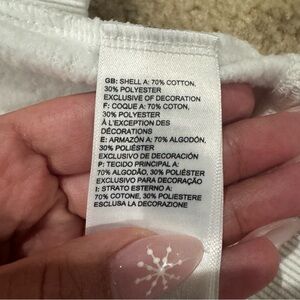 GB: SHELL A: 70% COTTON,
30% POLYESTER
EXCLUSIVE OF DECORATION
F: COQUE A: 70% COTON,
30% POLYESTER
À L'EXCEPTION DES
DÉCORATIONS
E: ARMAZÓN A: 70% ALGODÓN,
30% POLIÉSTER
EXCLUSIVO DE DECORACIÓN
P: TECIDO PRINCIPAL A:
70% ALGODÃO, 30% POLIÉSTER
EXCLUSIVO PARA DECORAÇÃO
I: STRATO ESTERNO A:
70% COTONE, 30% POLIESTERE
ESCLUSA LA DECORAZIONE